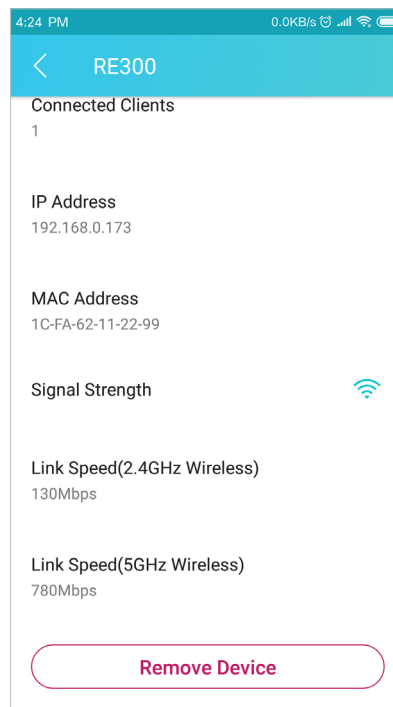 4:24 PM 0.0KB/s
RE300
Connected Clients
1
IP Address
192.168.0.173
MAC Address
1C-FA-62-11-22-99
Signal Strength
Link Speed(2.4GHz Wireless)
130Mbps
Link Speed(5GHz Wireless)
780Mbps
Remove Device